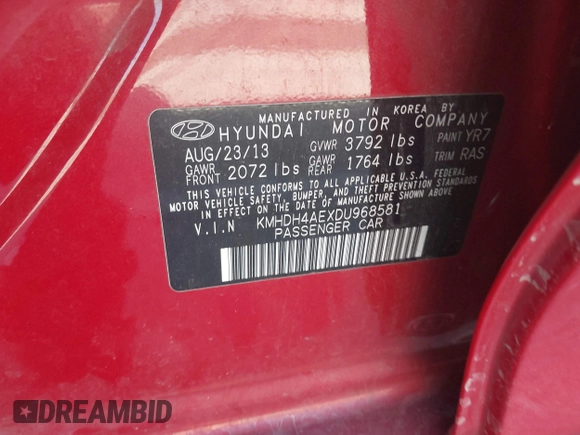 MANUFACTURED IN KOREA BY
HYUNDAI MOTOR COMPANY
AUG/23/13 GVWR 3792 lbs PAINT YR7
GAWR FRONT 2072 lbs GAWR REAR 1764 lbs TRIM RAS
THIS VEHICLE CONFORMS TO ALL APPLICABLE U.S.A. FEDERAL
MOTOR VEHICLE SAFETY, BUMPER, AND THEFT PREVENTION STANDARDS
IN EFFECT ON THE DATE OF MANUFACTURE SHOWN ABOVE.
V.I.N KMHDH4AEXDU968581
PASSENGER CAR
DREAMBID